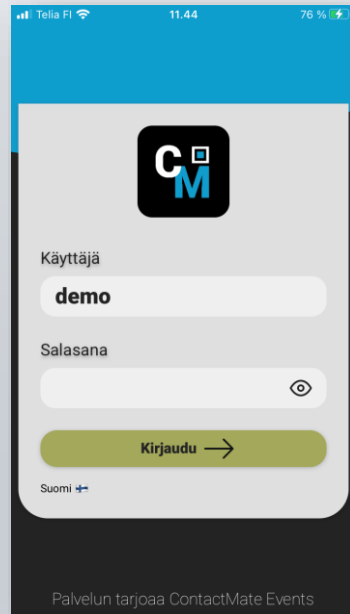 Telia FI 11.44 76 %
CM
Käyttäjä
demo
Salasana
Kirjaudu
Suomi
Palvelun tarjoaa ContactMate Events